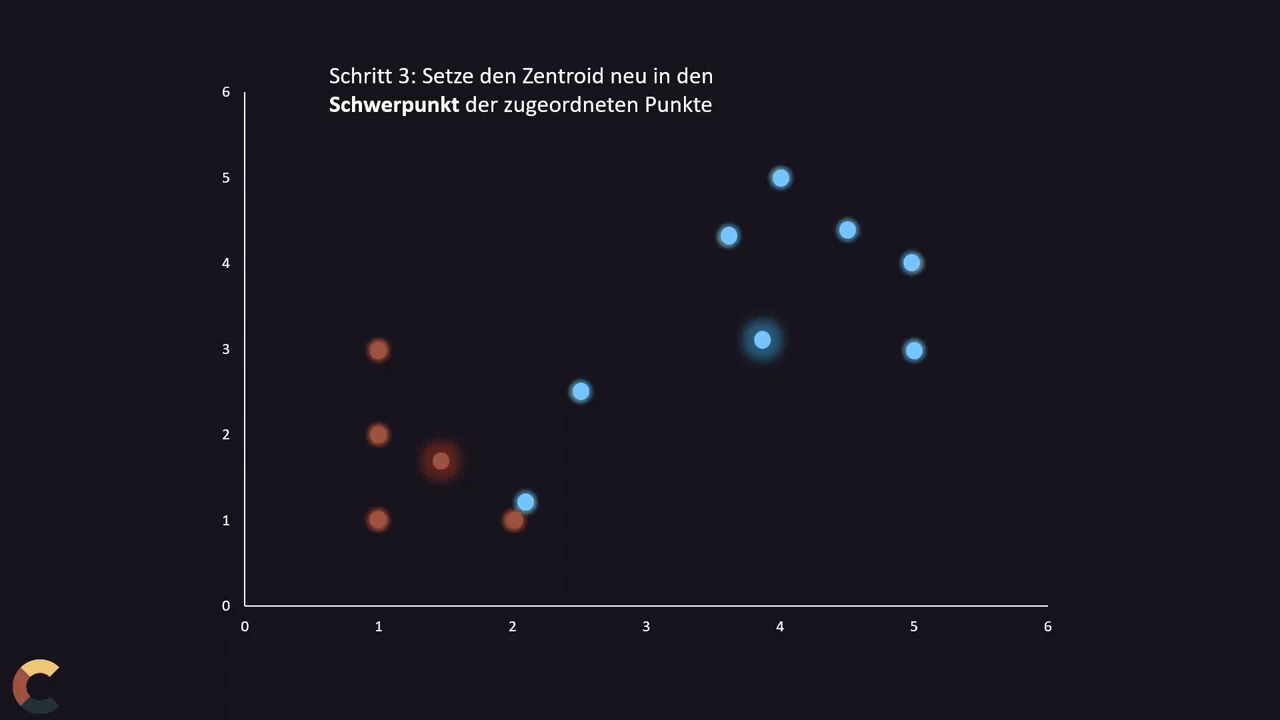 Schritt 3: Setze den Zentroid neu in den
Schwerpunkt der zugeordneten Punkte
6
5
4
3
2
1
0
0 1 2 3 4 5 6